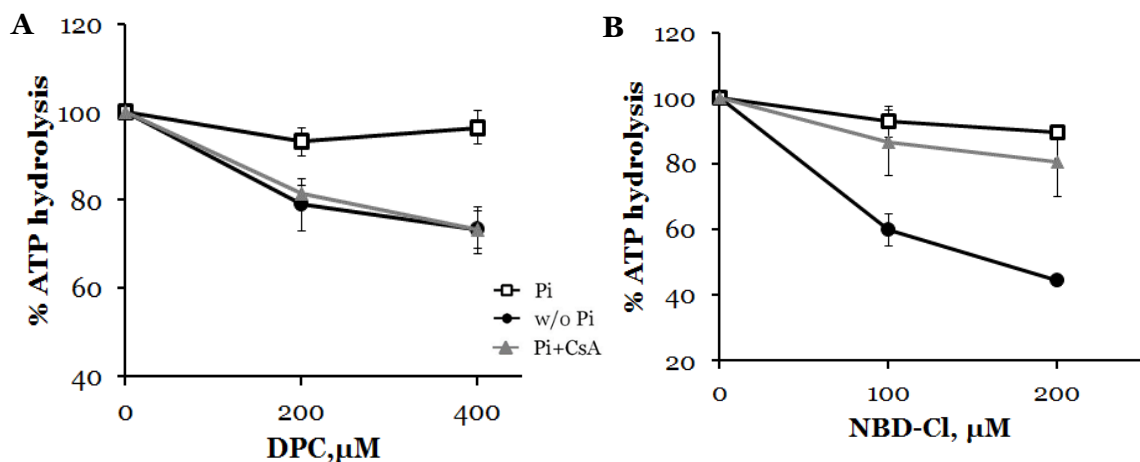 A
% ATP hydrolysis
120
100
80
60
40
0
200
400
DPC,µM
Pi
w/o Pi
Pi+CsA
B
% ATP hydrolysis
120
100
80
60
40
20
0
100
200
NBD-Cl, µM